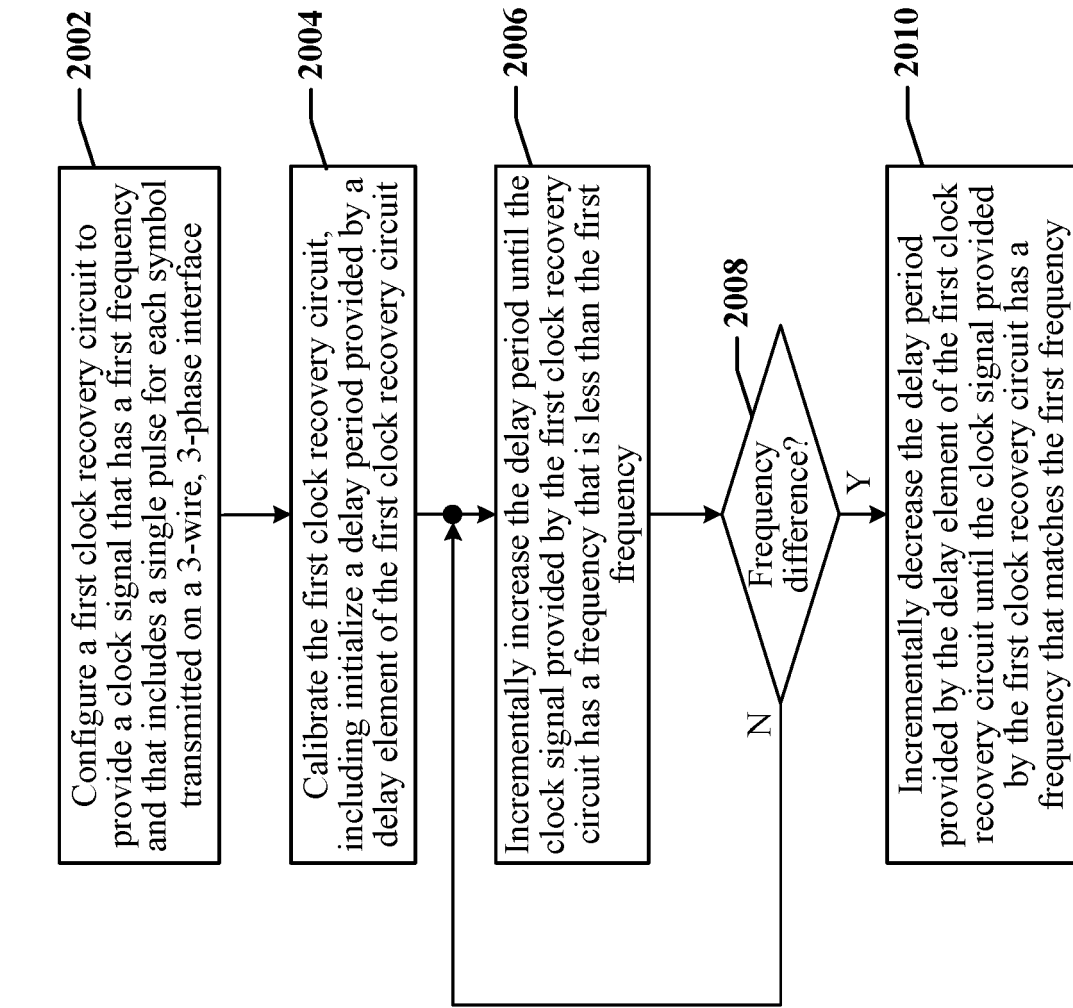 2002
Configure a first clock recovery circuit to
provide a clock signal that has a first frequency
and that includes a single pulse for each symbol
transmitted on a 3-wire, 3-phase interface
2004
Calibrate the first clock recovery circuit,
including initialize a delay period provided by a
delay element of the first clock recovery circuit
2006
Incrementally increase the delay period until the
clock signal provided by the first clock recovery
circuit has a frequency that is less than the first
frequency
2008
Frequency
difference?
N
Y
2010
Incrementally decrease the delay period
provided by the delay element of the first clock
recovery circuit until the clock signal provided
by the first clock recovery circuit has a
frequency that matches the first frequency